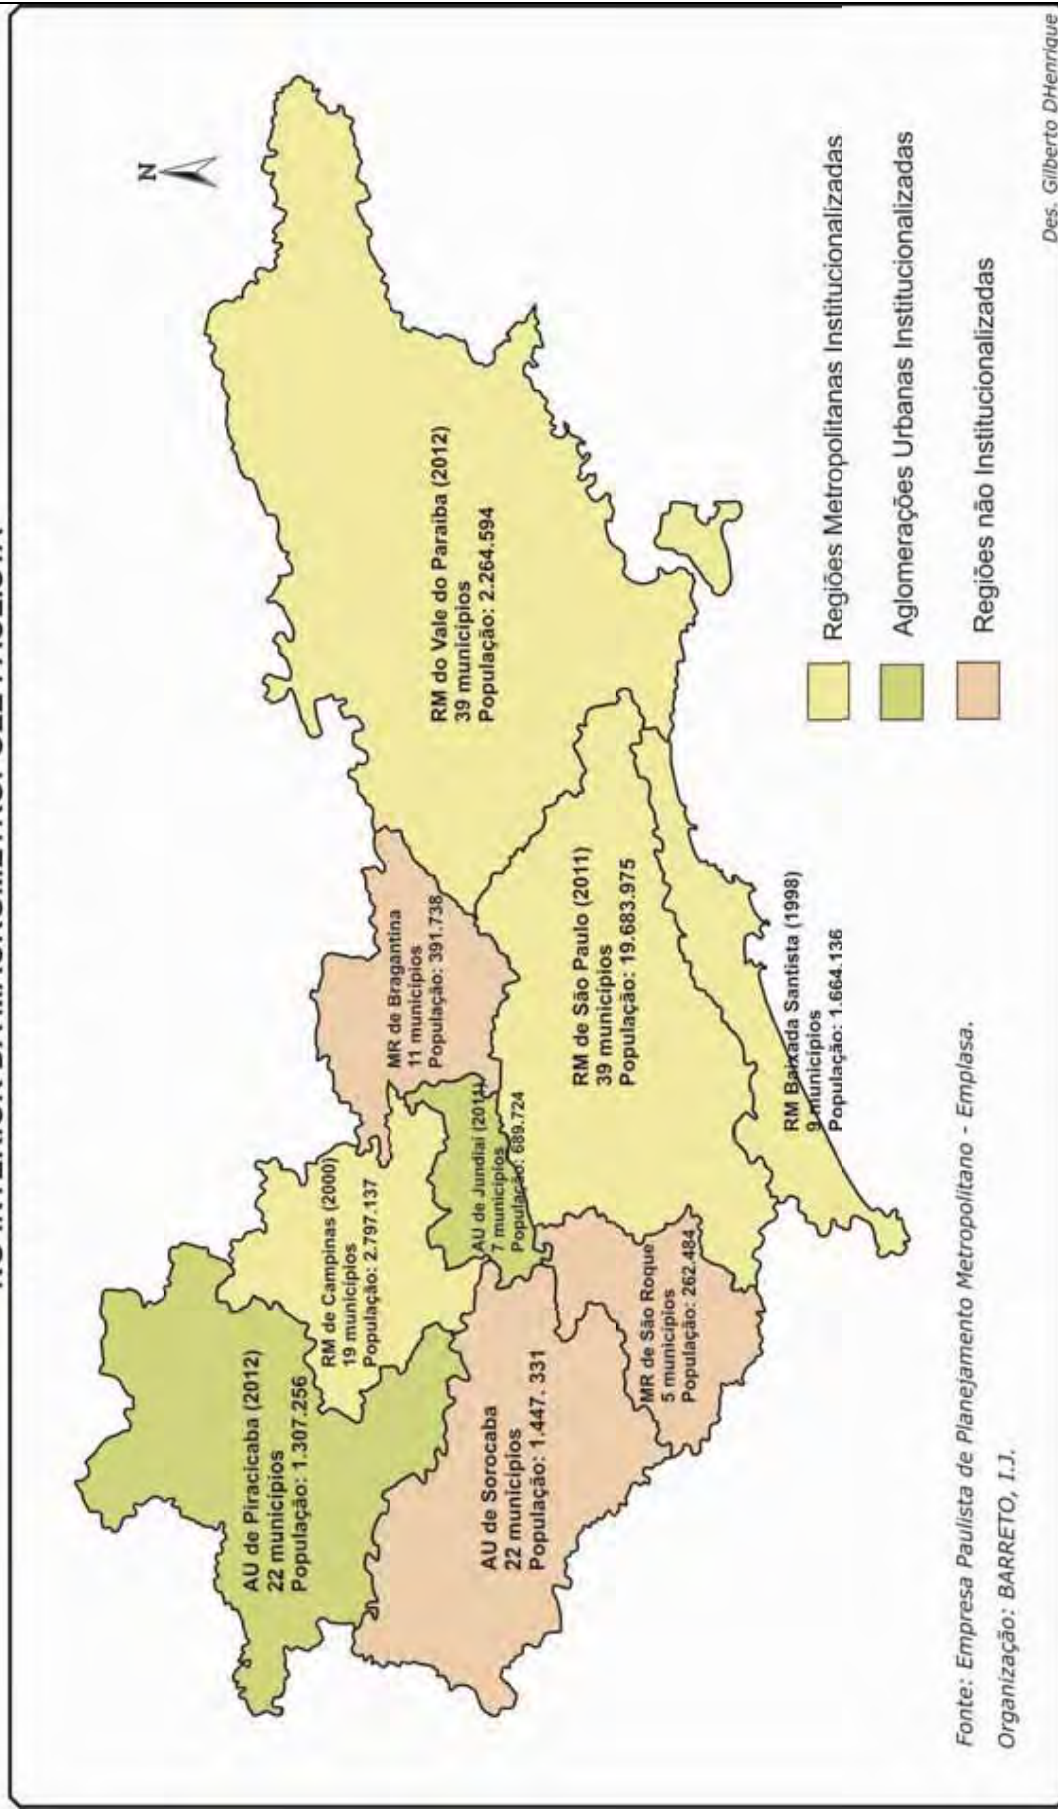 N
AU de Piracicaba (2012)
22 municípios
População: 1.307.256
RM de Campinas (2000)
19 municípios
População: 2.797.137
MR de Bragantina
11 municípios
População: 391.738
RM do Vale do Paraíba (2012)
39 municípios
População: 2.264.594
AU de Jundiaí (2011)
7 municípios
População: 689.724
AU de Sorocaba
22 municípios
População: 1.447. 331
MR de São Roque
5 municípios
População: 262.484
RM de São Paulo (2011)
39 municípios
População: 19.683.975
RM Baixada Santista (1998)
9 municípios
População: 1.664.136
Regiões Metropolitanas Institucionalizadas
Aglomerações Urbanas Institucionalizadas
Regiões não Institucionalizadas
Fonte: Empresa Paulista de Planejamento Metropolitano - Emplasa.
Organização: BARRETO, I.J.
Des. Gilberto DHenrique